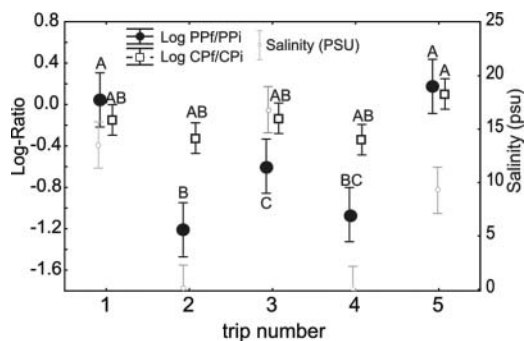 Log PPf/PPi Salinity (PSU)
Log CPf/CPi
0.8 25
0.4 20
0.0 15
-0.4
-0.8 10
-1.2 5
-1.6 0
Log-Ratio
Salinity (psu)
A AB B AB C AB BC AB A A
1 2 3 4 5
trip number